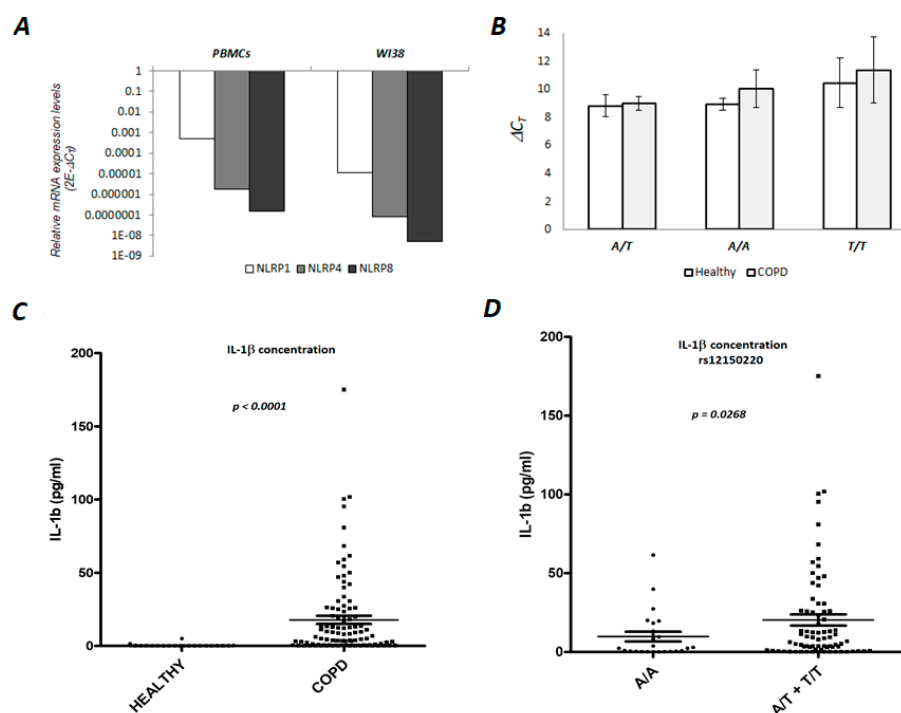 A
PBMCs WI38
Relative mRNA expression levels
(2E-ΔCT)
1
0.1
0.01
0.001
0.0001
0.00001
0.000001
0.0000001
1E-08
1E-09
NLRP1 NLRP4 NLRP8
B
ΔCT
14
12
10
8
6
4
2
0
A/T A/A T/T
Healthy COPD
C
IL-1β concentration
p < 0.0001
IL-1b (pg/ml)
200
150
100
50
0
HEALTHY COPD
D
IL-1β concentration
rs12150220
p = 0.0268
IL-1b (pg/ml)
200
150
100
50
0
A/A A/T + T/T